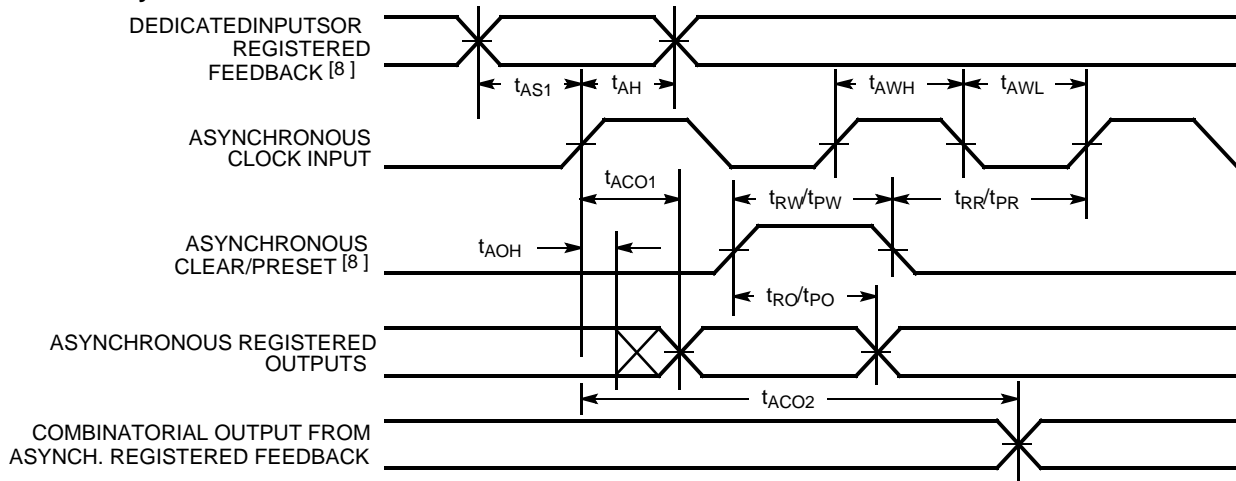 DEDICATEDINPUTSOR
REGISTERED
FEEDBACK [8 ]
tAS1
tAH
tAWH
tAWL
ASYNCHRONOUS
CLOCK INPUT
tACO1
tRW/tPW
tRR/tPR
ASYNCHRONOUS
CLEAR/PRESET [8 ]
tAOH
tRO/tPO
ASYNCHRONOUS REGISTERED
OUTPUTS
tACO2
COMBINATORIAL OUTPUT FROM
ASYNCH. REGISTERED FEEDBACK